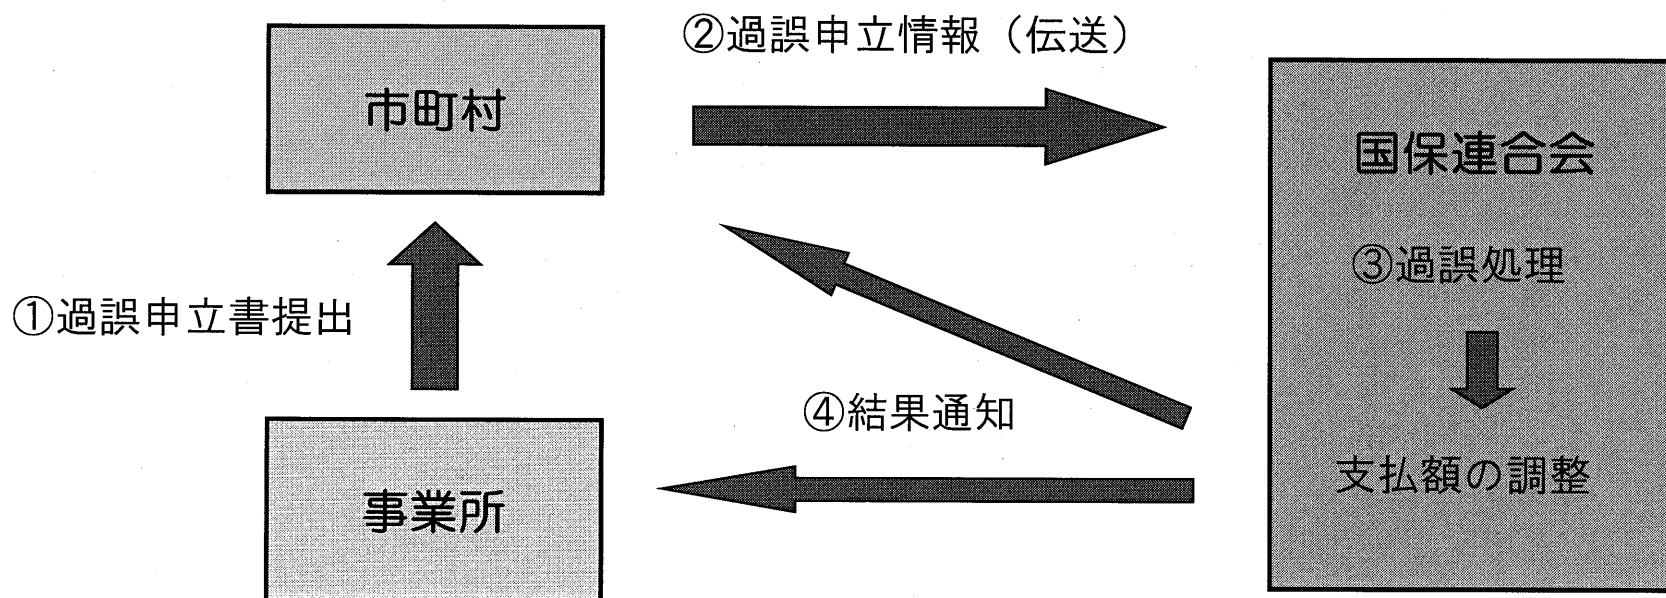 ②過誤申立情報（伝送）
市町村
国保連合会
③過誤処理
①過誤申立書提出
④結果通知
支払額の調整
事業所